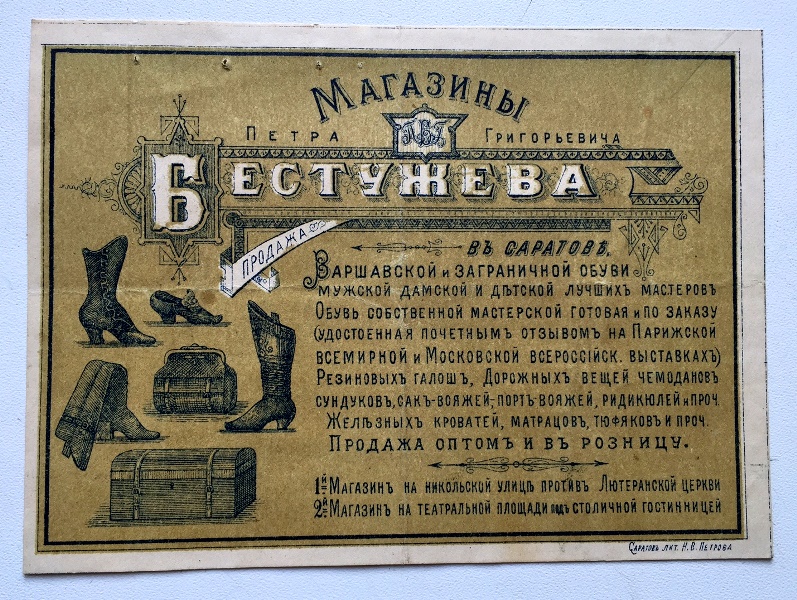 Магазины
Петра Григорьевича
ПБГ
Бестужева
Продажа
въ Саратовѣ.
Варшавской и заграничной обуви
мужской дамской и дѣтской лучшихъ мастеровъ
Обувь собственной мастерской готовая и по заказу
(удостоенная почетнымъ отзывомъ на Парижской
всемирной и Московской всероссійск. выставкахъ)
Резиновыхъ галошъ, Дорожныхъ вещей чемодановъ
сундуковъ, сакъ-вояжей, портъ-вояжей, ридикюлей и проч.
Желѣзныхъ кроватей, матрацовъ, тюфяковъ и проч.
Продажа оптомъ и въ розницу.
1й Магазинъ на никольской улицѣ противъ Лютеранской церкви
2й Магазинъ на театральной площади подъ столичной гостинницей
Саратовъ лит. Н. В. Петрова